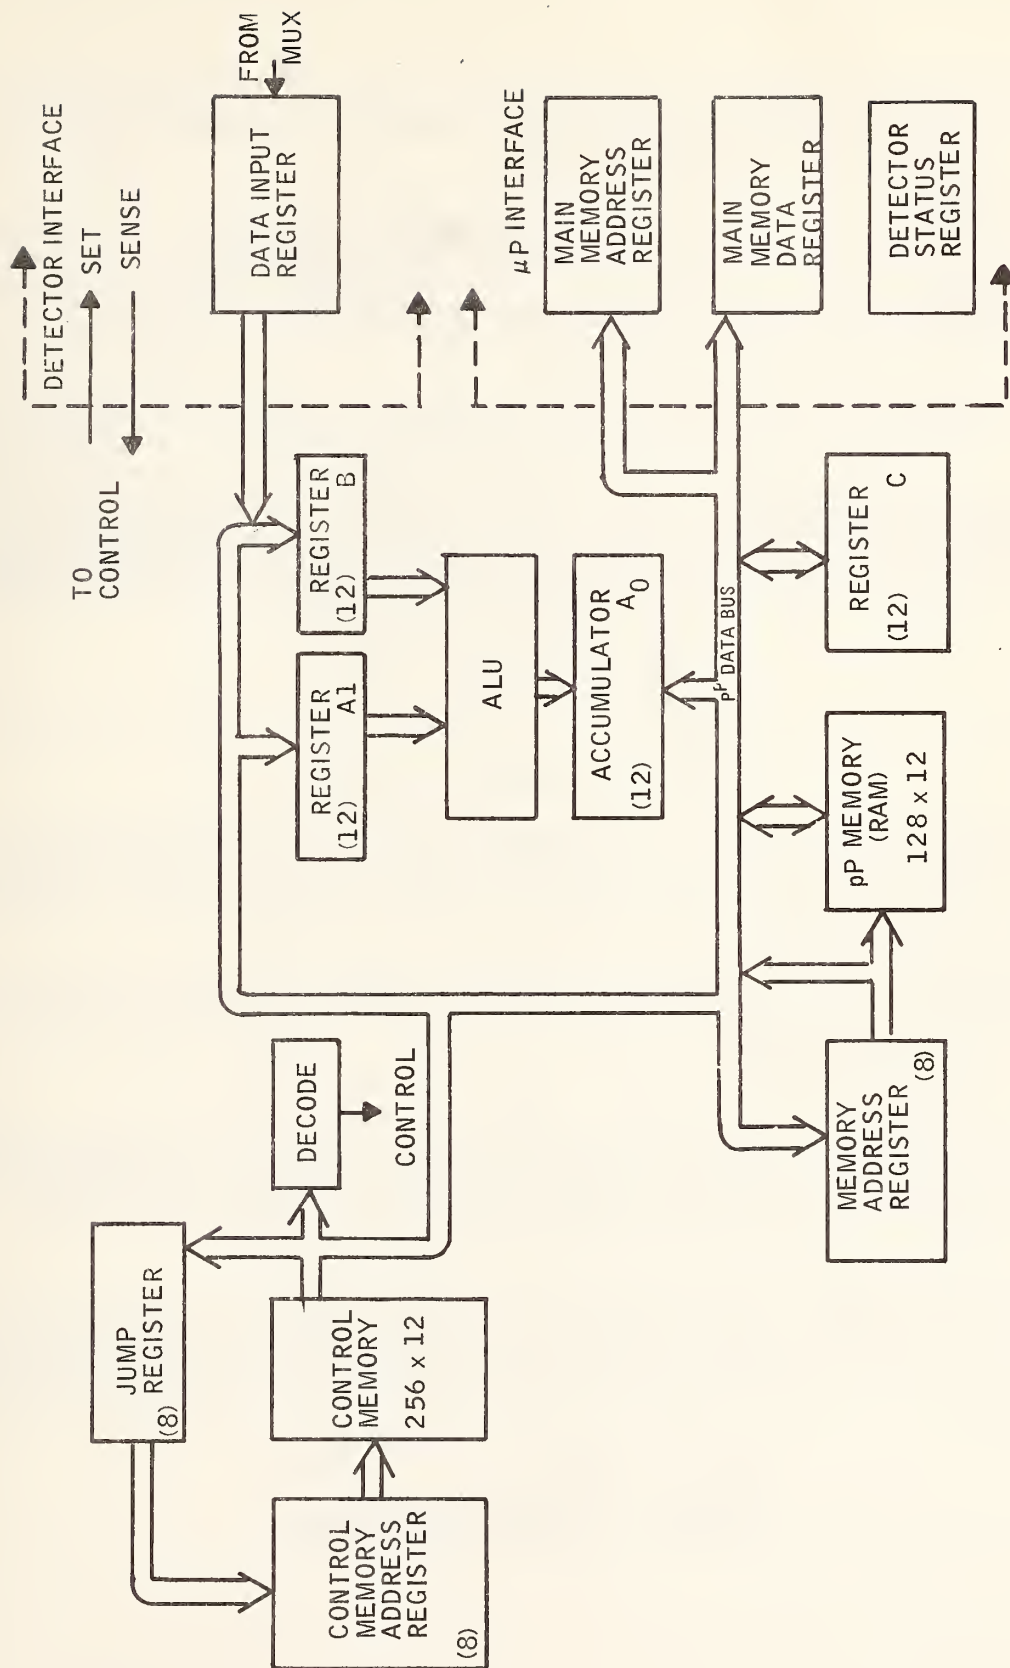 DETECTOR INTERFACE
SET
SENSE
TO
CONTROL
FROM
MUX
DATA INPUT
REGISTER
JUMP
REGISTER
(8)
CONTROL
MEMORY
ADDRESS
REGISTER
(8)
CONTROL
MEMORY
256 x 12
DECODE
CONTROL
REGISTER
(12) A1
REGISTER
(12) B
ALU
ACCUMULATOR
(12) A0
pP DATA BUS
µP INTERFACE
MAIN
MEMORY
ADDRESS
REGISTER
MAIN
MEMORY
DATA
REGISTER
DETECTOR
STATUS
REGISTER
MEMORY
ADDRESS
REGISTER
(8)
pP MEMORY
(RAM)
128 x 12
REGISTER
(12) C